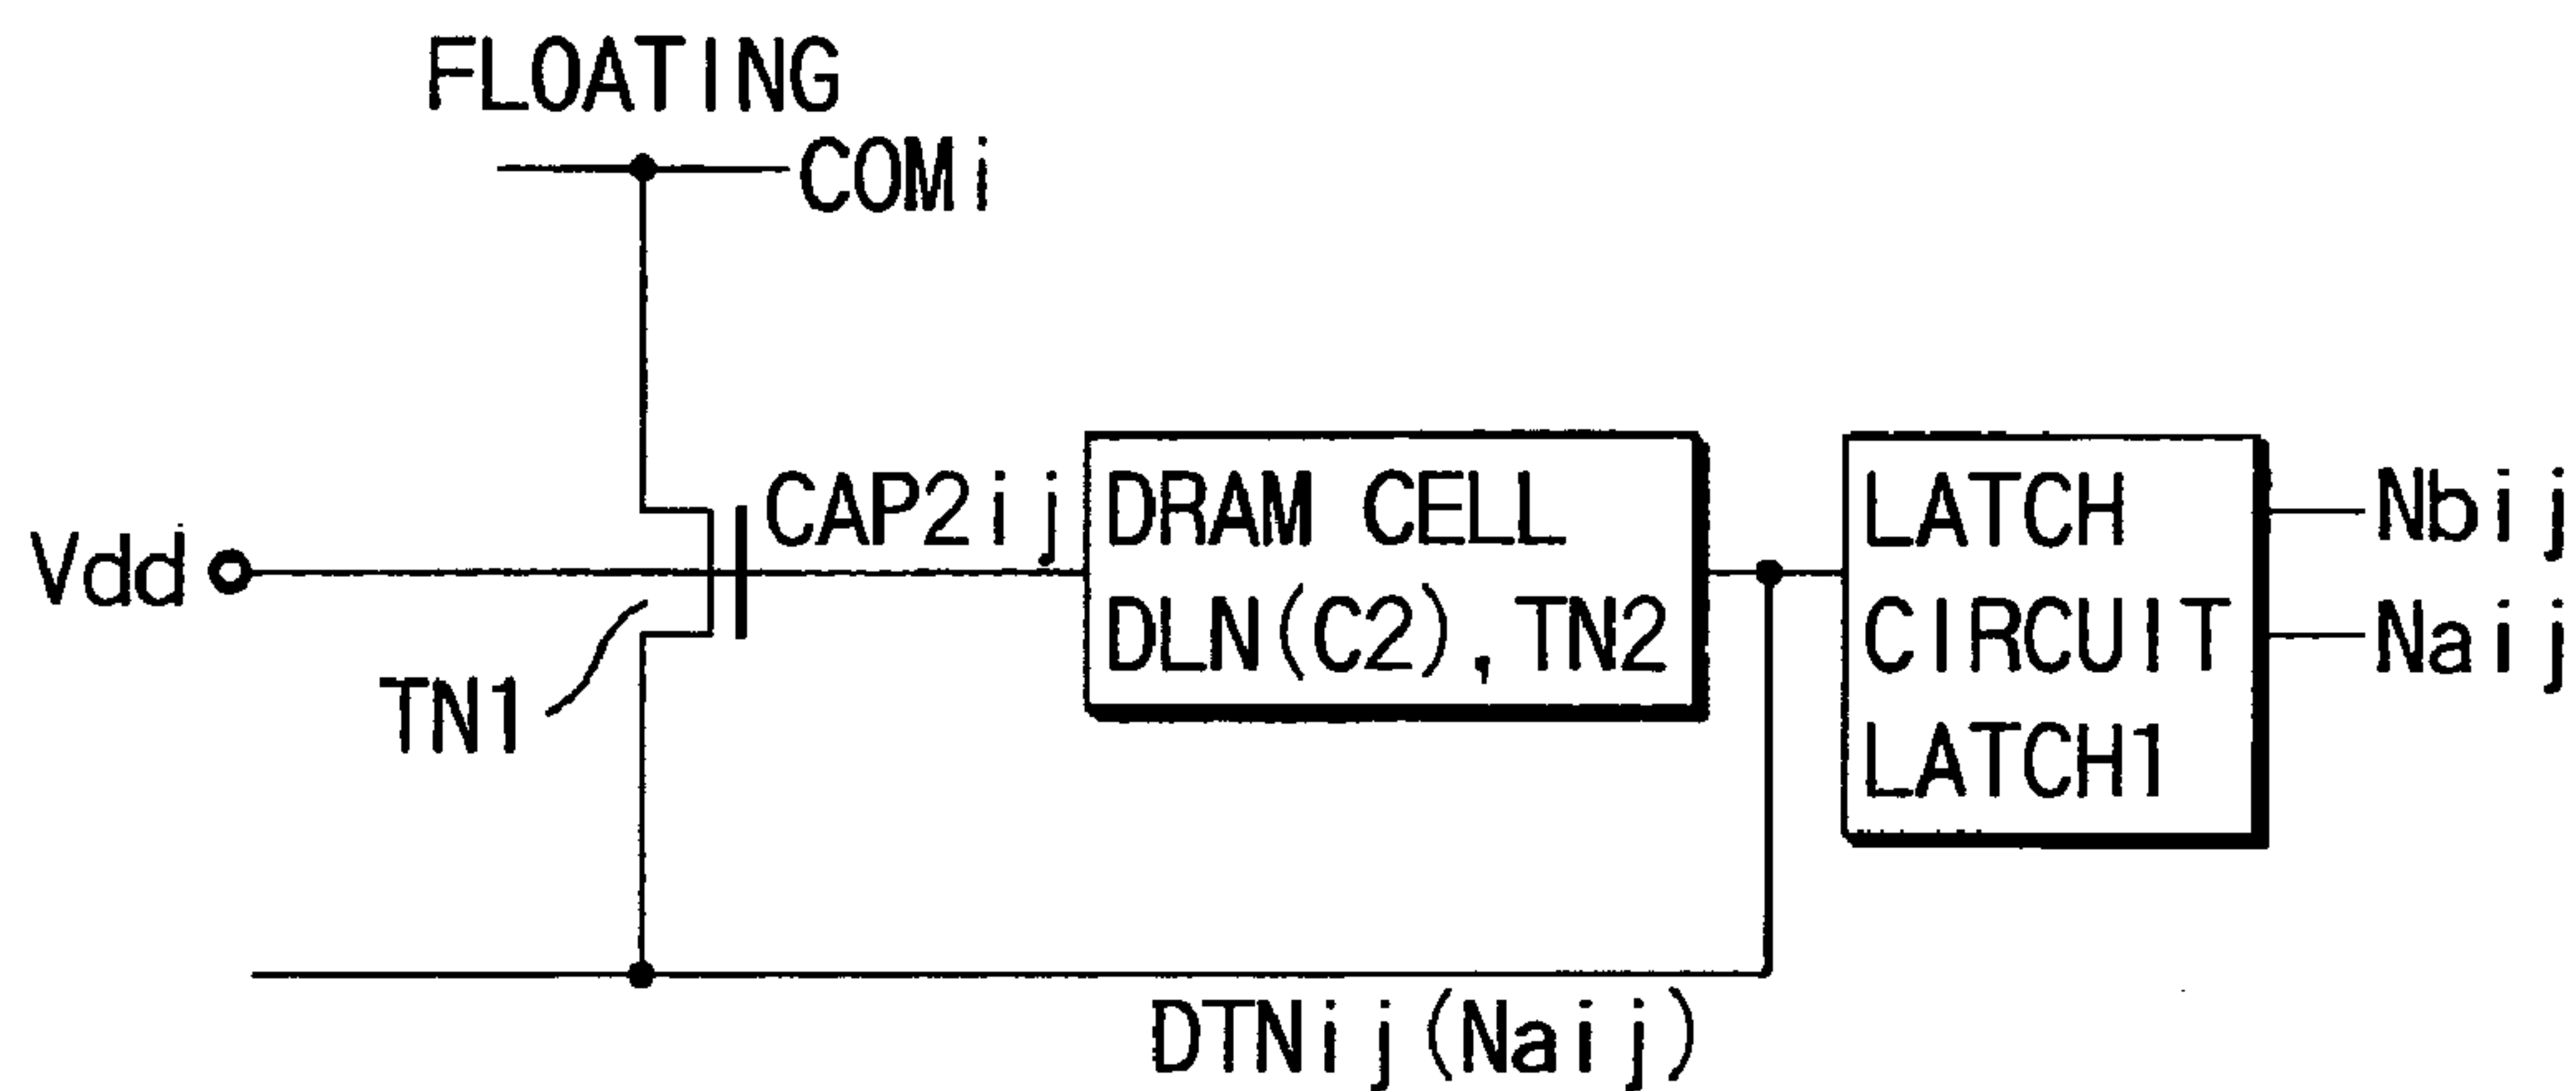 FLOATING
COMi
Vdd
CAP2ij
TN1
DRAM CELL
DLN(C2),TN2
LATCH
CIRCUIT
LATCH1
Nbij
Naij
DTNij(Naij)